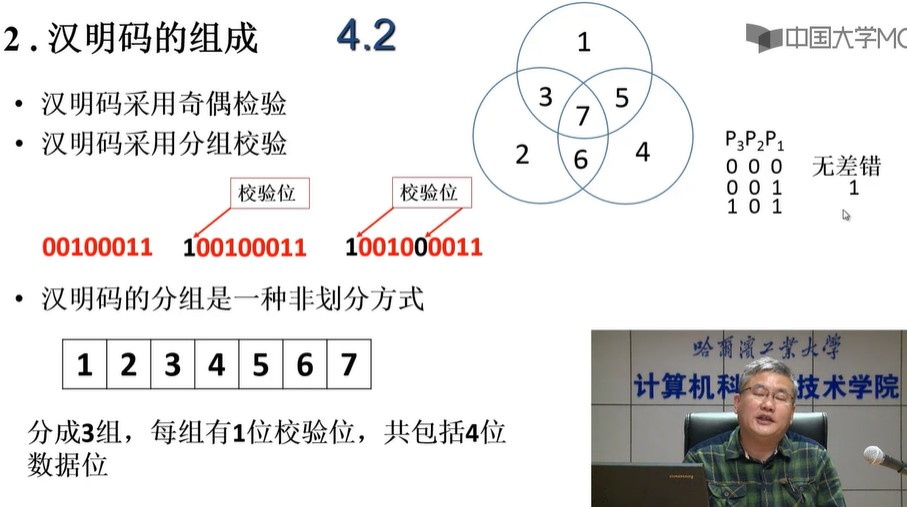 2 . 汉明码的组成
4.2
中国大学MO
• 汉明码采用奇偶检验
• 汉明码采用分组校验
1
3
5
7
2
6
4
P3P2P1
0 0 0 无差错
0 0 1 1
1 0 1
校验位
校验位
00100011
100100011
1001000011
• 汉明码的分组是一种非划分方式
1 2 3 4 5 6 7
分成3组，每组有1位校验位，共包括4位
数据位
哈爾濱工业大学
计算机科 技术学院